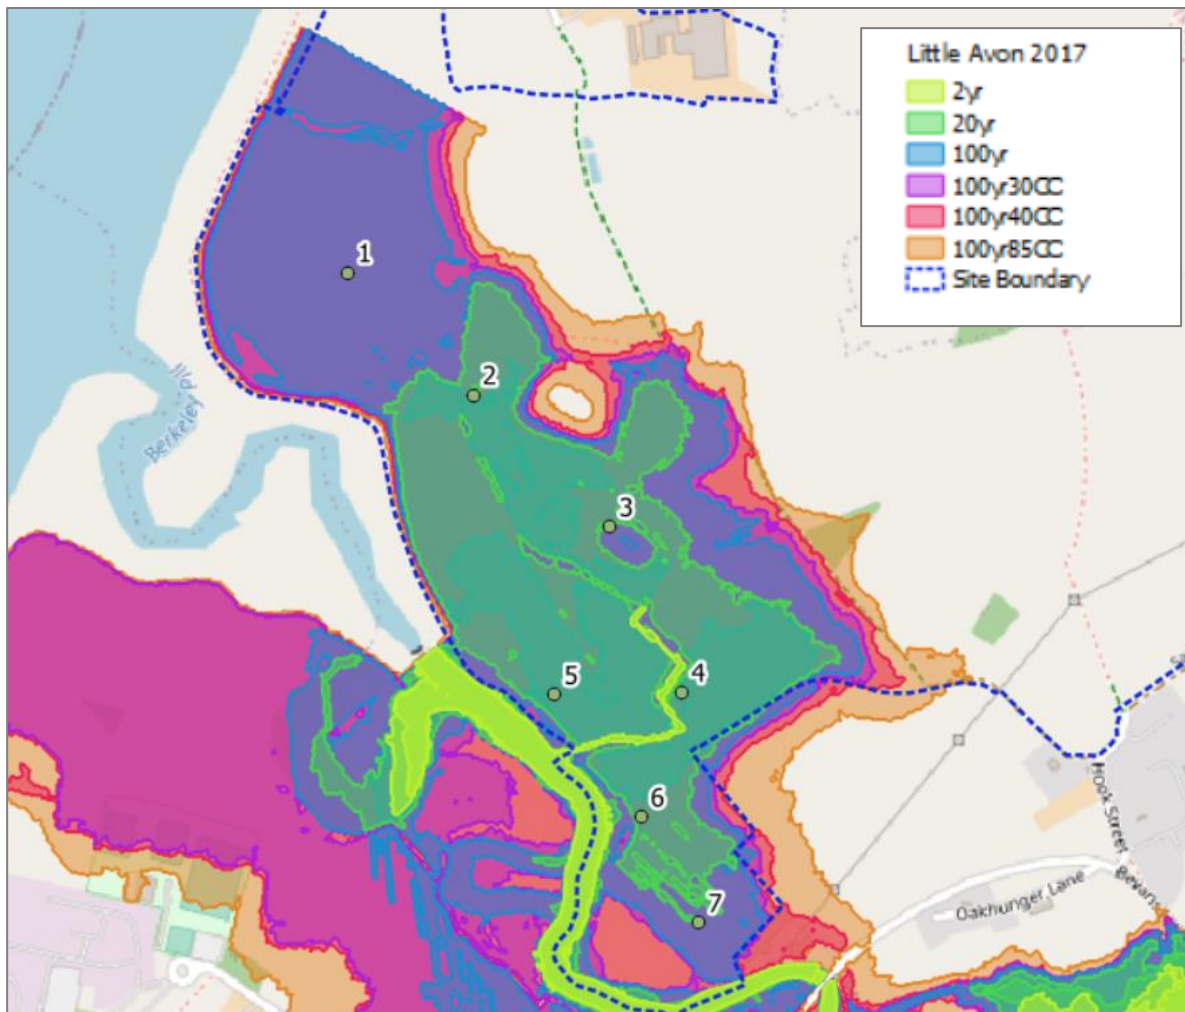 Little Avon 2017
2yr
20yr
100yr
100yr30CC
100yr40CC
100yr85CC
Site Boundary
1
2
Berkeley Pill
3
5
4
6
7
Hook Street
Oakhunger Lane